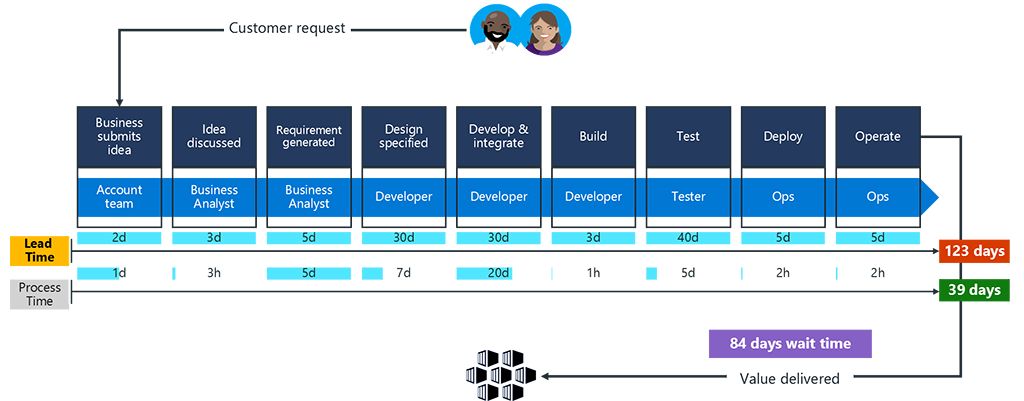 Customer request
Business
submits
idea
Idea
discussed
Requirement
generated
Design
specified
Develop &
integrate
Build
Test
Deploy
Operate
Account
team
Business
Analyst
Business
Analyst
Developer
Developer
Developer
Tester
Ops
Ops
2d
3d
5d
30d
30d
3d
40d
5d
5d
Lead
Time
123 days
1d
3h
5d
7d
20d
1h
5d
2h
2h
Process
Time
39 days
84 days wait time
Value delivered